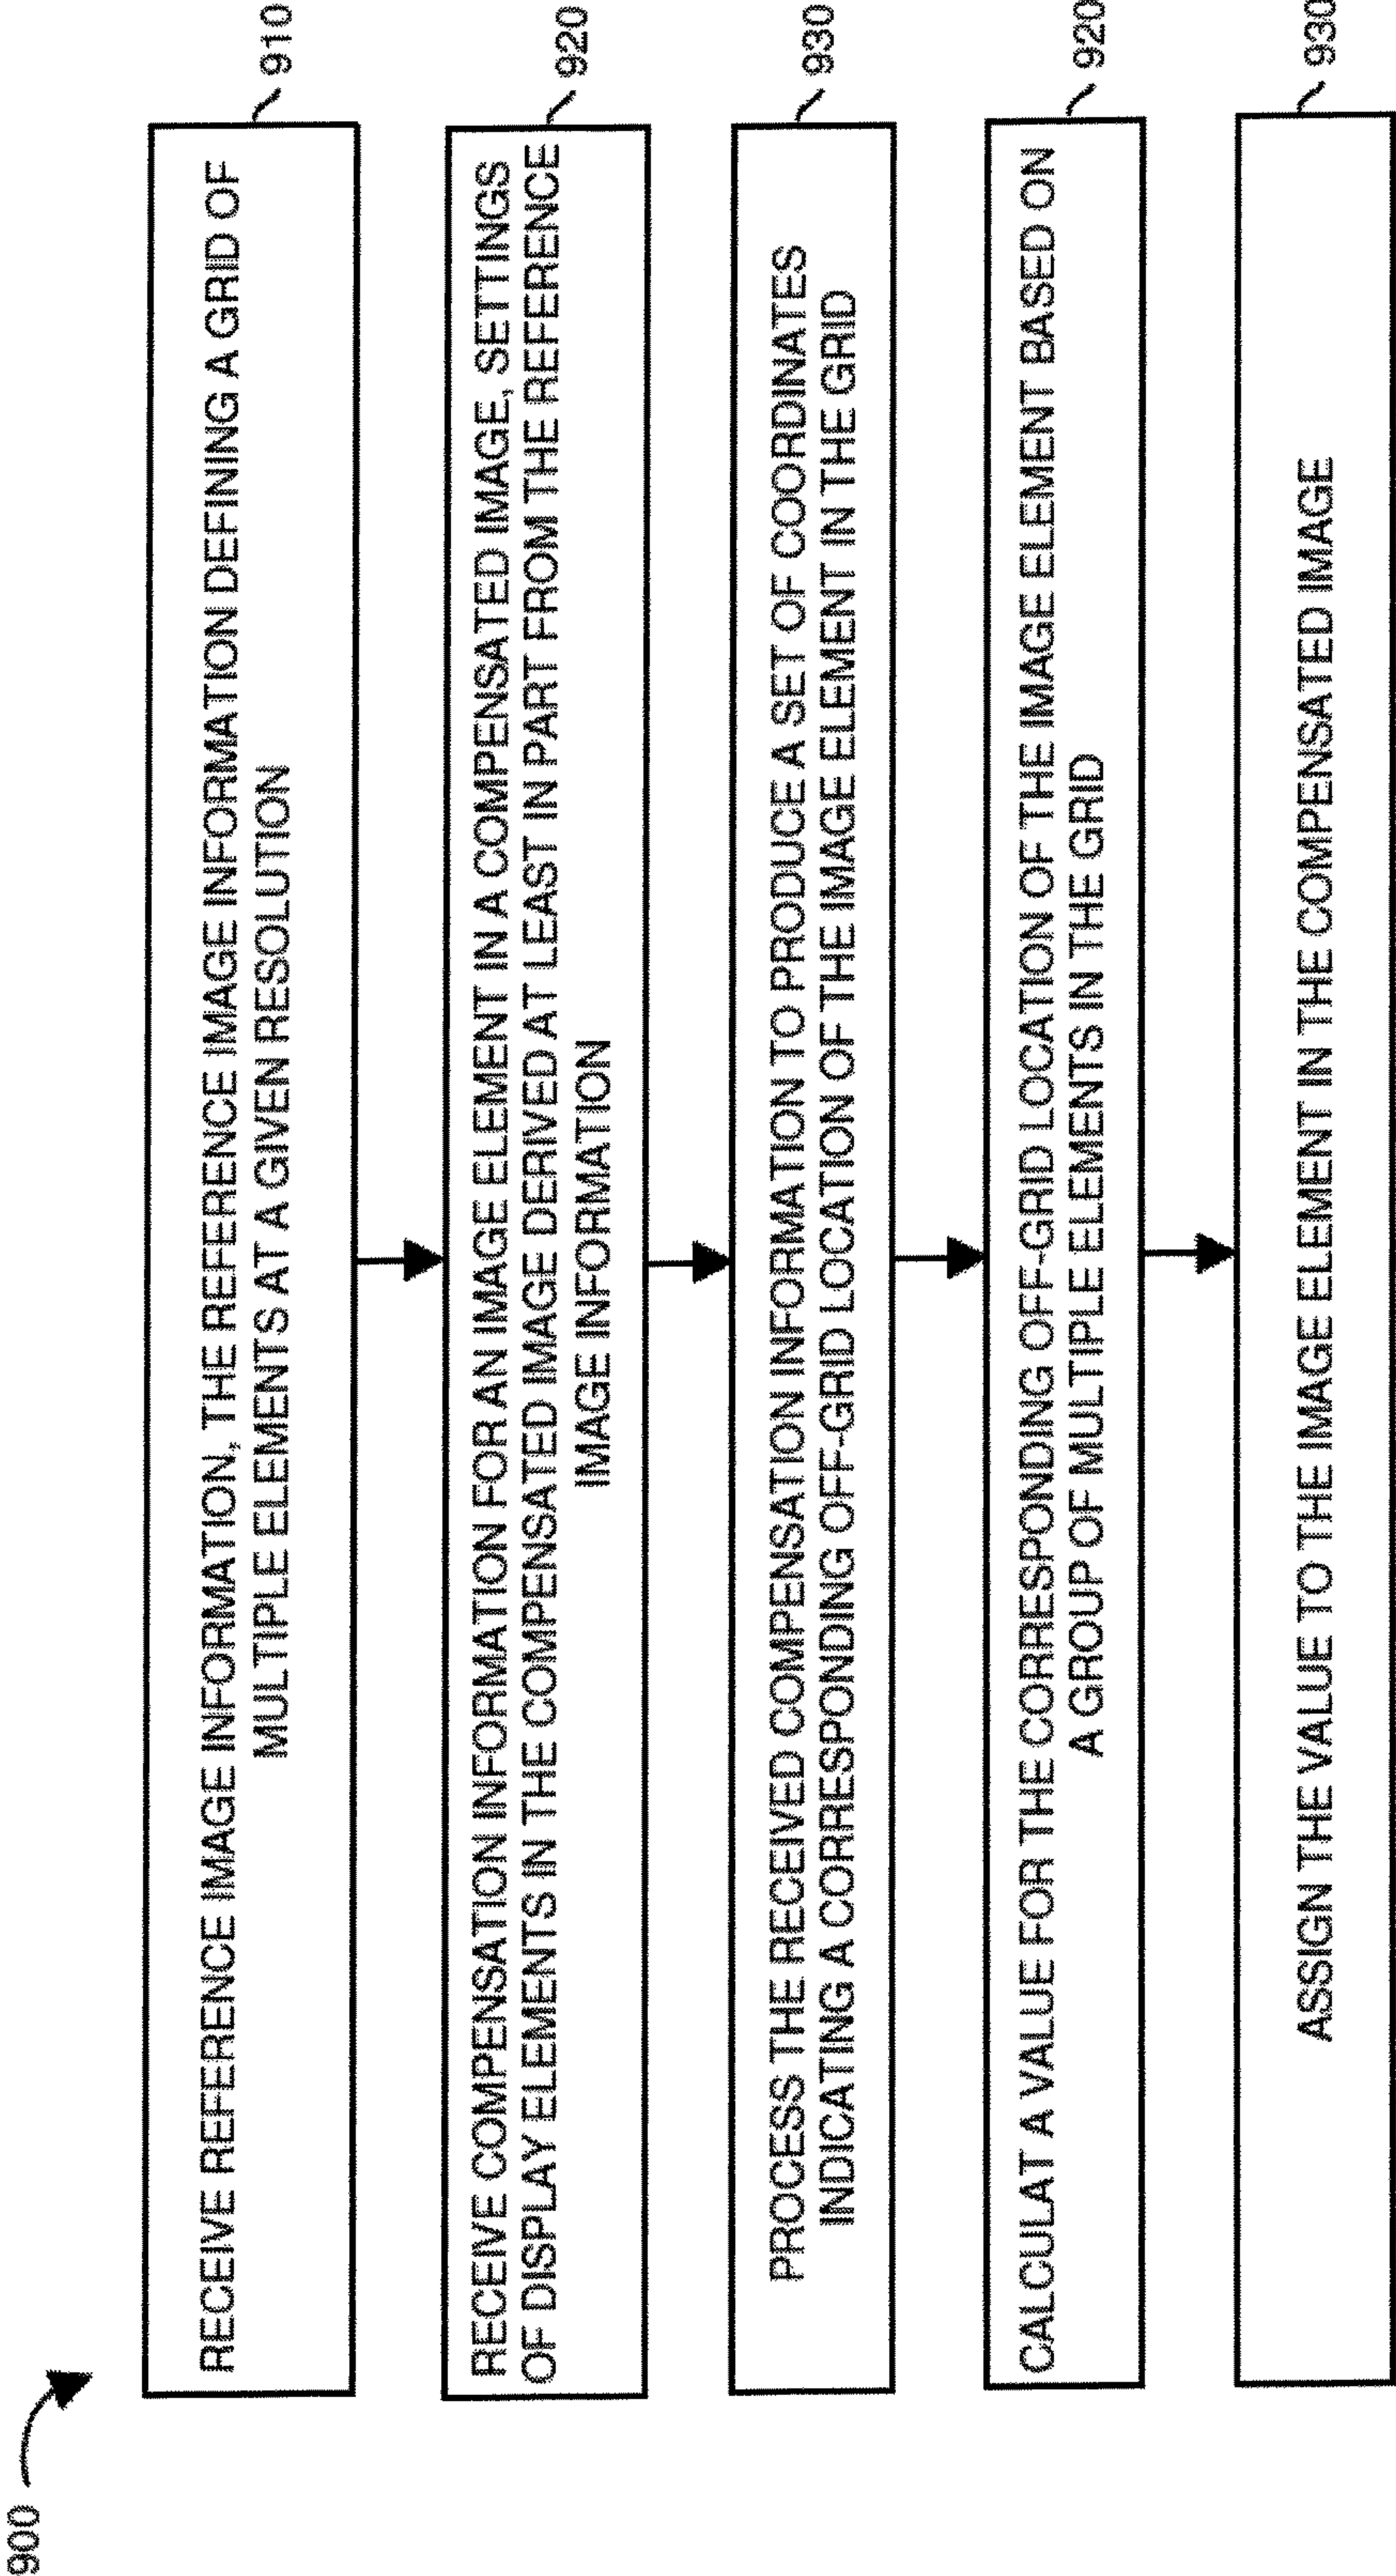 900
RECEIVE REFERENCE IMAGE INFORMATION, THE REFERENCE IMAGE INFORMATION DEFINING A GRID OF
MULTIPLE ELEMENTS AT A GIVEN RESOLUTION
910
RECEIVE COMPENSATION INFORMATION FOR AN IMAGE ELEMENT IN A COMPENSATED IMAGE, SETTINGS
OF DISPLAY ELEMENTS IN THE COMPENSATED IMAGE DERIVED AT LEAST IN PART FROM THE REFERENCE
IMAGE INFORMATION
920
PROCESS THE RECEIVED COMPENSATION INFORMATION TO PRODUCE A SET OF COORDINATES
INDICATING A CORRESPONDING OFF-GRID LOCATION OF THE IMAGE ELEMENT IN THE GRID
930
CALCULAT A VALUE FOR THE CORRESPONDING OFF-GRID LOCATION OF THE IMAGE ELEMENT BASED ON
A GROUP OF MULTIPLE ELEMENTS IN THE GRID
920
ASSIGN THE VALUE TO THE IMAGE ELEMENT IN THE COMPENSATED IMAGE
930